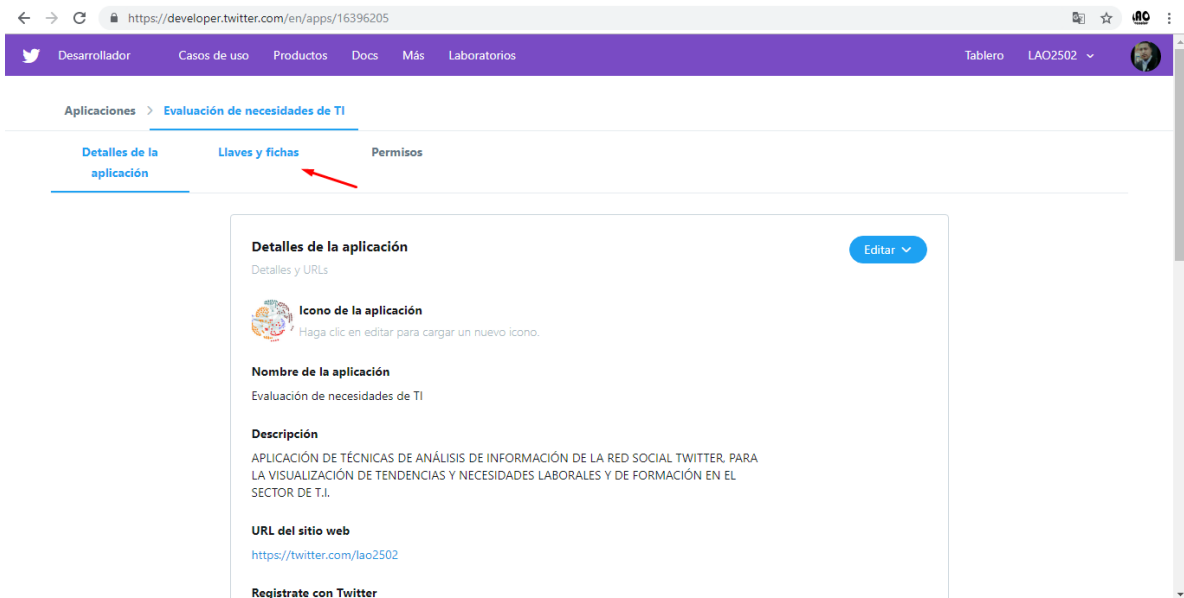 https://developer.twitter.com/en/apps/16396205
Desarrollador Casos de uso Productos Docs Más Laboratorios Tablero LAO2502
Aplicaciones > Evaluación de necesidades de TI
Detalles de la aplicación Llaves y fichas Permisos
Detalles de la aplicación
Editar
Detalles y URLs
Icono de la aplicación
Haga clic en editar para cargar un nuevo icono.
Nombre de la aplicación
Evaluación de necesidades de TI
Descripción
APLICACIÓN DE TÉCNICAS DE ANÁLISIS DE INFORMACIÓN DE LA RED SOCIAL TWITTER, PARA
LA VISUALIZACIÓN DE TENDENCIAS Y NECESIDADES LABORALES Y DE FORMACIÓN EN EL
SECTOR DE T.I.
URL del sitio web
https://twitter.com/lao2502
Registrate con Twitter